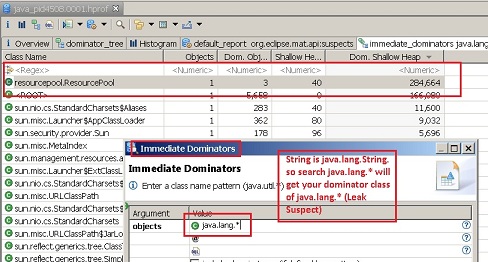 java_pid4508.0001.hprof
i Overview dominator_tree Histogram default_report org.eclipse.mat.api:suspects immediate_dominators java.lang
Class Name Objects Dom. Obj... Shallow He... Dom. Shallow Heap
<Regex> <Numeric> <Numeric> <Numeric> <Numeric>
resourcepool.ResourcePool 1 3 40 284,664
<ROOT> 1 5,658 0 166,080
sun.nio.cs.StandardCharsets$Aliases 1 283 40 11,600
sun.misc.Launcher$AppClassLoader 1 362 80 9,032
sun.security.provider.Sun 1 178 96 5,696
sun.misc.MetaIndex
sun.management.resources.a
sun.misc.Launcher$ExtClassL
sun.nio.cs.StandardCharsets
sun.misc.URLClassPath
sun.nio.cs.StandardCharsets
sun.misc.URLClassPath$JarLo
sun.reflect.generics.tree.Class
Immediate Dominators
Immediate Dominators
Enter a class name pattern (java.util.*)
Argument Value
objects java.lang.*
String is java.lang.String.
so search java.lang.* will
get your dominator class
of java.lang.* (Leak
Suspect)